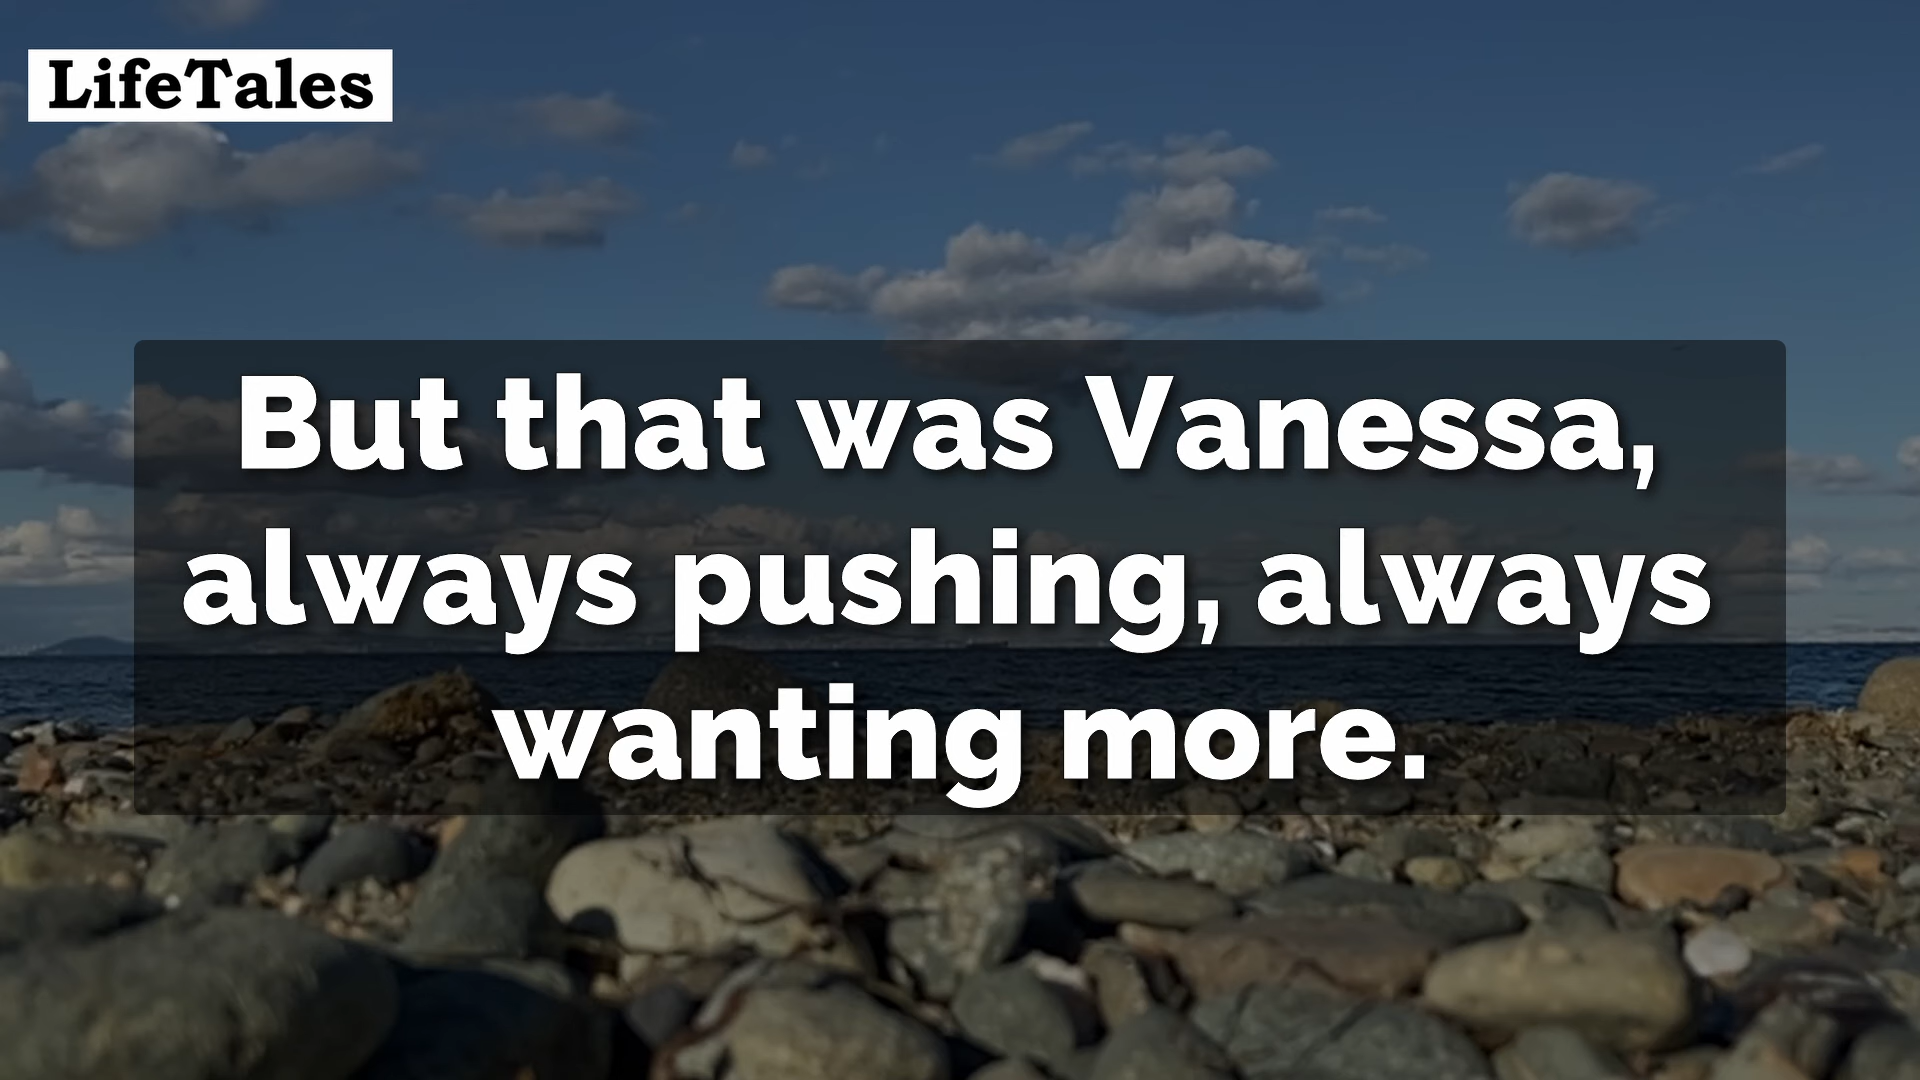 LifeTales
But that was Vanessa,
always pushing, always
wanting more.